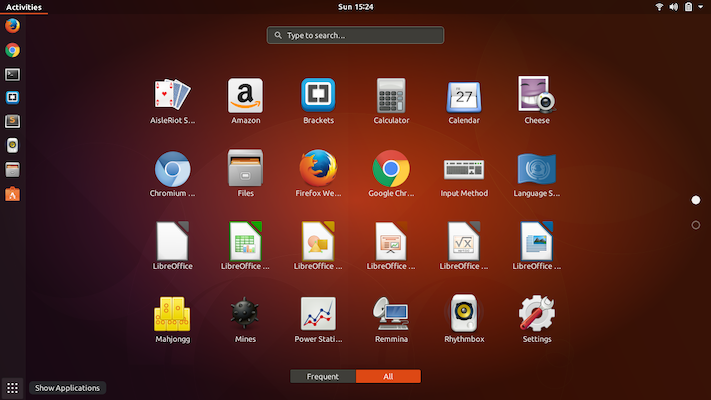 Activities
Sun 15:24
Type to search...
AisleRiot S...
Amazon
Brackets
Calculator
Calendar
Cheese
Chromium ...
Files
Firefox We...
Google Chr...
Input Method
Language S...
LibreOffice
LibreOffice ...
LibreOffice ...
LibreOffice ...
LibreOffice ...
LibreOffice ...
Mahjongg
Mines
Power Stati...
Remmina
Rhythmbox
Settings
Frequent
All
Show Applications
27